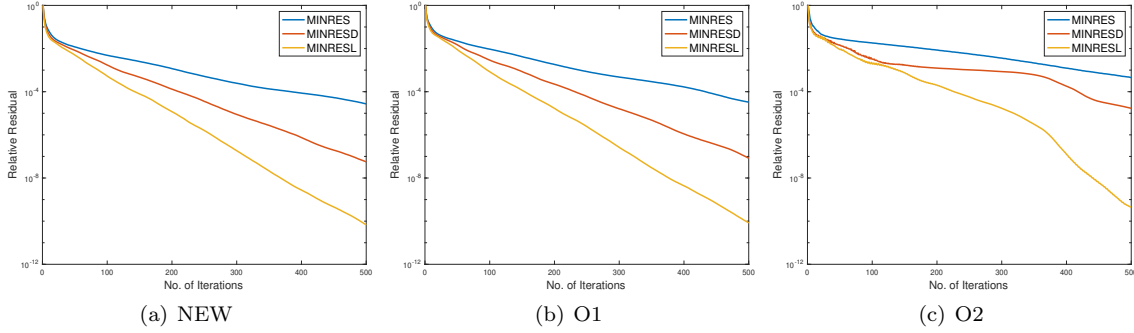 10^0
10^-4
10^-8
10^-12
Relative Residual
0 100 200 300 400 500
No. of Iterations
MINRES
MINRESD
MINRESL
(a) NEW
10^0
10^-4
10^-8
10^-12
Relative Residual
0 100 200 300 400 500
No. of Iterations
MINRES
MINRESD
MINRESL
(b) O1
10^0
10^-4
10^-8
10^-12
Relative Residual
0 100 200 300 400 500
No. of Iterations
MINRES
MINRESD
MINRESL
(c) O2